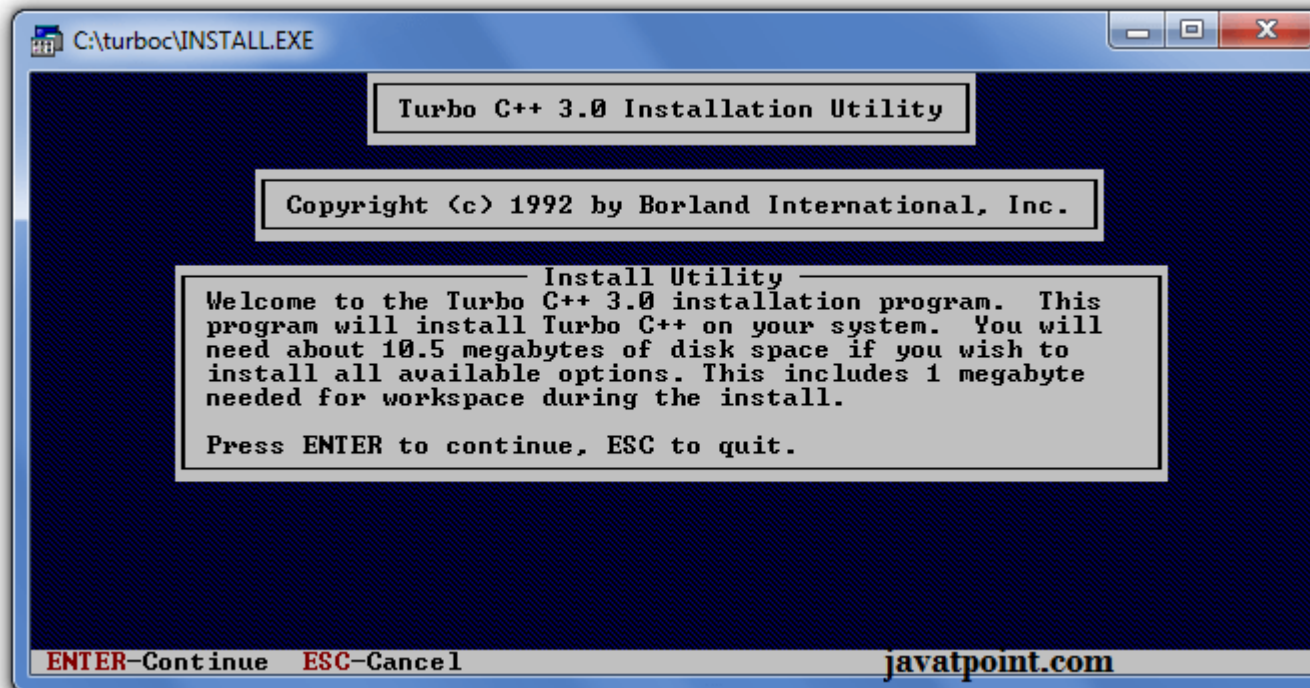 C:\turboc\INSTALL.EXE
Turbo C++ 3.0 Installation Utility
Copyright (c) 1992 by Borland International, Inc.
Install Utility
Welcome to the Turbo C++ 3.0 installation program.  This
program will install Turbo C++ on your system.  You will
need about 10.5 megabytes of disk space if you wish to
install all available options. This includes 1 megabyte
needed for workspace during the install.
Press ENTER to continue, ESC to quit.
ENTER-Continue  ESC-Cancel
javatpoint.com